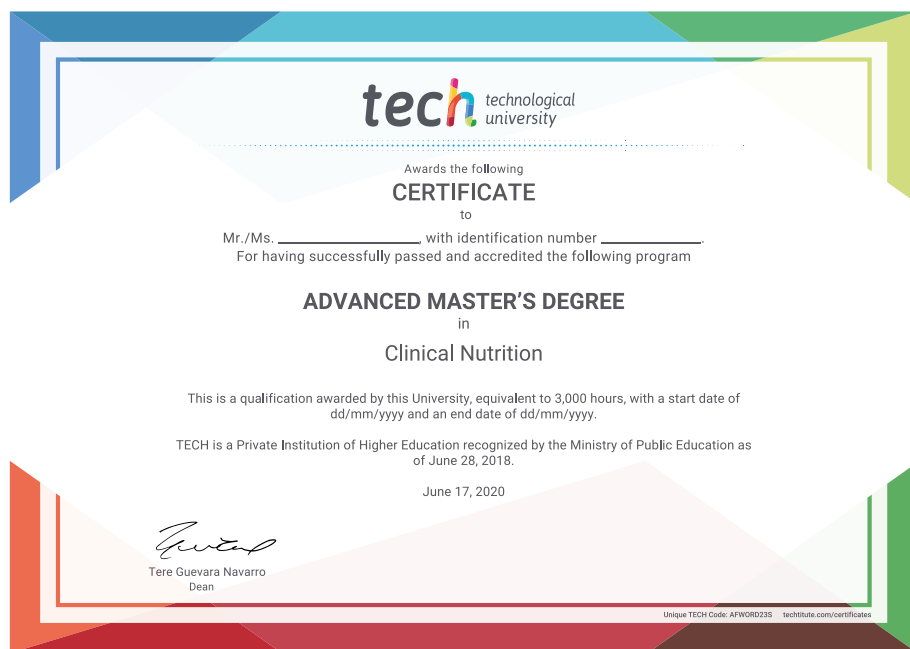 tech technological
university
Awards the following
CERTIFICATE
to
Mr./Ms. ________________, with identification number ____________.
For having successfully passed and accredited the following program
ADVANCED MASTER’S DEGREE
in
Clinical Nutrition
This is a qualification awarded by this University, equivalent to 3,000 hours, with a start date of
dd/mm/yyyy and an end date of dd/mm/yyyy.
TECH is a Private Institution of Higher Education recognized by the Ministry of Public Education as
of June 28, 2018.
June 17, 2020
Tere Guevara Navarro
Dean
Unique TECH Code: AFWORD23S techtitute.com/certificates